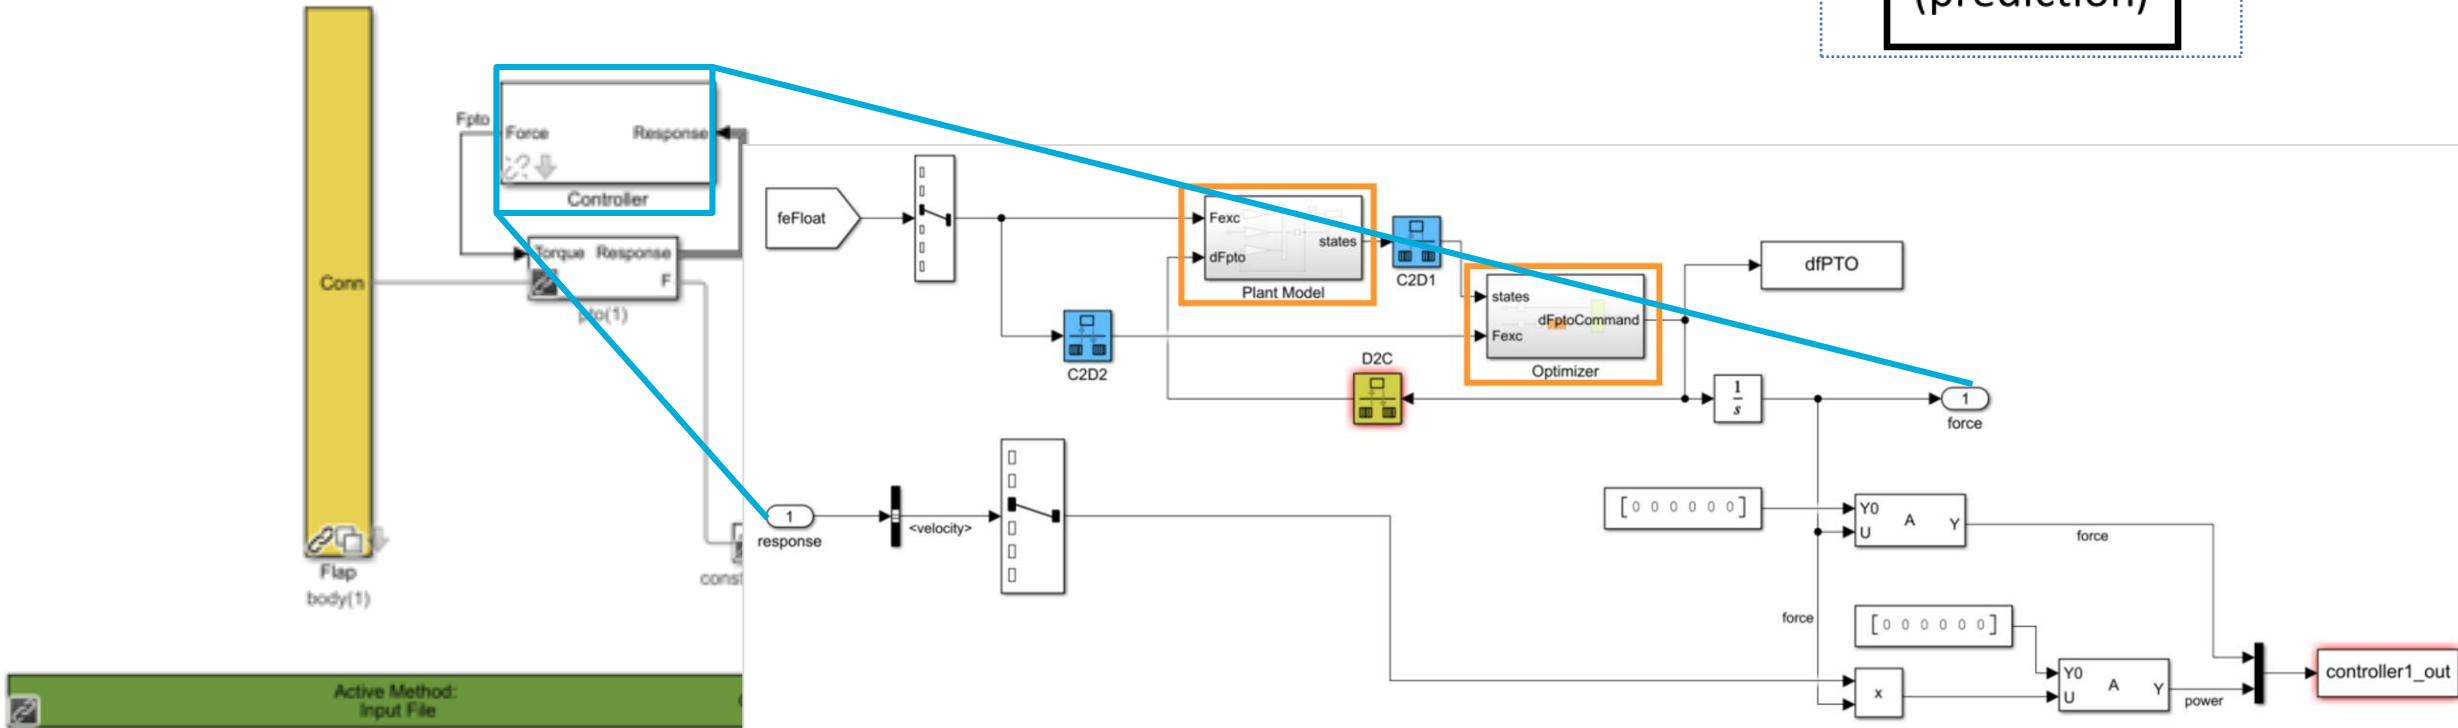 (prediction)
Fpto
Force
Response
Controller
Torque
Response
F
pto(1)
Conn
Flap
body(1)
Active Method:
Input File
feFloat
Fexc
dFpto
states
Plant Model
C2D1
C2D2
states
Fexc
dFptoCommand
Optimizer
D2C
dfPTO
1
s
1
force
1
response
<velocity>
[0 0 0 0 0 0]
Y0
U
A
Y
force
force
[0 0 0 0 0 0]
x
Y0
U
A
Y
power
controller1_out